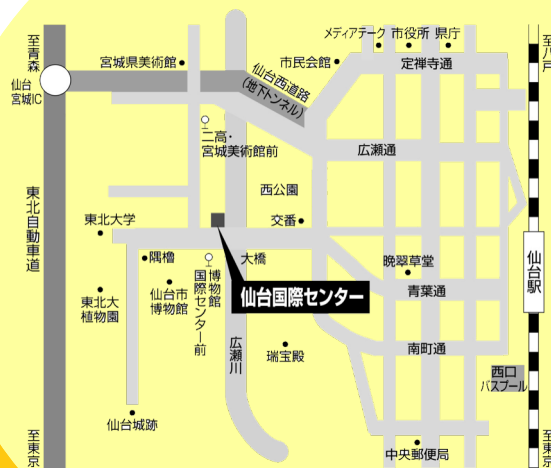 メディアテーク 市役所 県庁
至青森
宮城県美術館
市民会館
定禅寺通
至八戸
仙台
宮城IC
仙台西道路
(地下トンネル)
二高・
宮城美術館前
広瀬通
西公園
東北自動車道
東北大学
交番
隅櫓
大橋
晩翠草堂
仙台駅
東北大
植物園
仙台市
博物館
博物館
国際センター前
仙台国際センター
青葉通
広瀬川
瑞宝殿
南町通
西口
バスプール
仙台城跡
中央郵便局
至東京
至東京